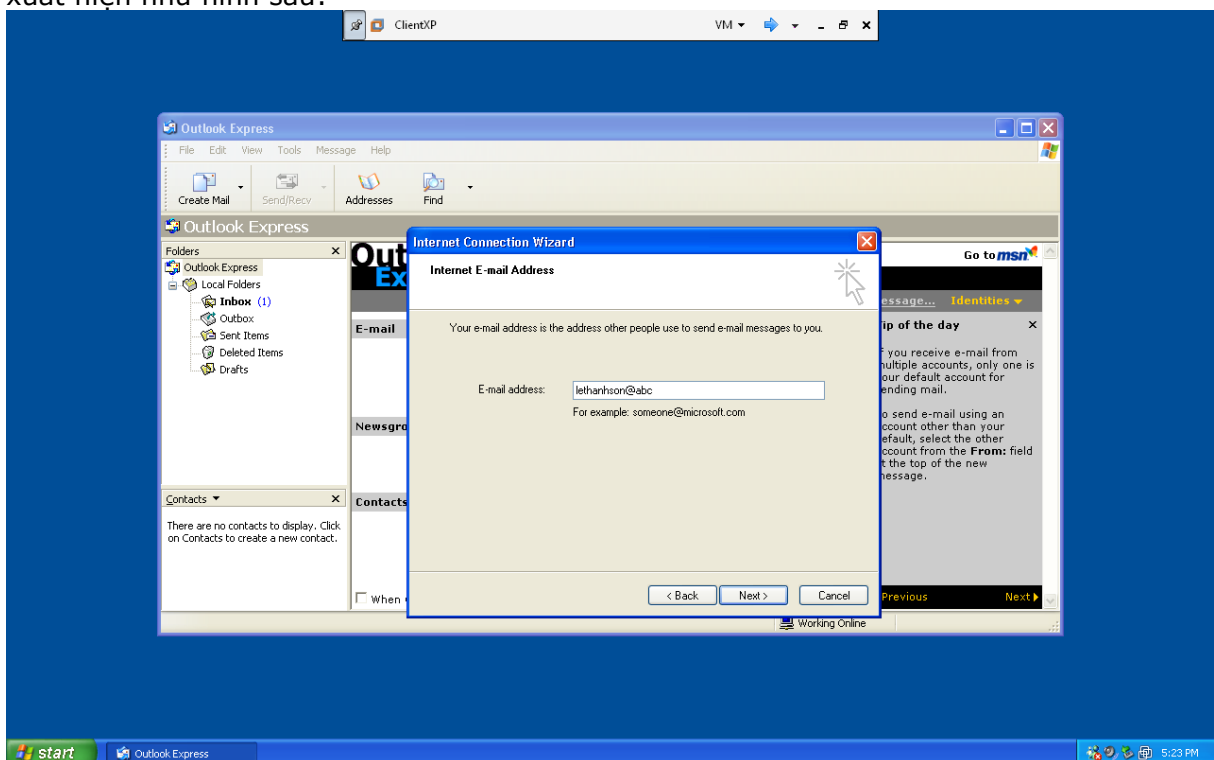 xuất hiện như hình sau:
ClientXP
VM
Outlook Express
File Edit View Tools Message Help
Create Mail Send/Recv Addresses Find
Outlook Express
Folders x
Outlook Express
Local Folders
Inbox (1)
Outbox
Sent Items
Deleted Items
Drafts
Contacts x
There are no contacts to display. Click
on Contacts to create a new contact.
Out
Ex
E-mail
Newsgro
Contacts
When
Go to msn
essage... Identities
ip of the day x
f you receive e-mail from
ultiple accounts, only one is
our default account for
ending mail.
o send e-mail using an
ccount other than your
efault, select the other
ccount from the From: field
t the top of the new
essage.
Previous Next
Internet Connection Wizard
Internet E-mail Address
Your e-mail address is the address other people use to send e-mail messages to you.
E-mail address: lethanhson@abc
For example: someone@microsoft.com
< Back Next > Cancel
Working Online
start Outlook Express 5:23 PM